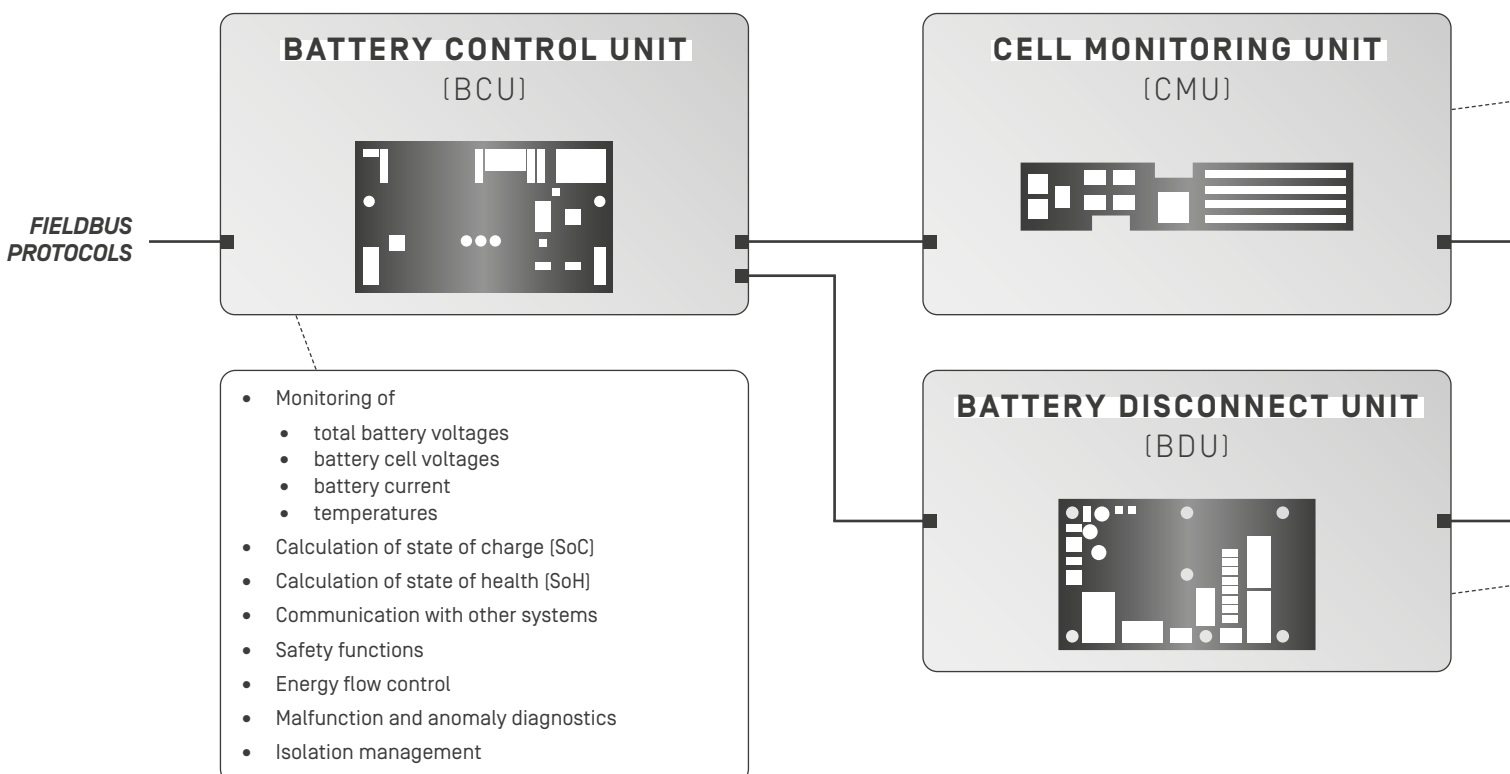 BATTERY CONTROL UNIT
(BCU)
CELL MONITORING UNIT
(CMU)
FIELDBUS
PROTOCOLS
BATTERY DISCONNECT UNIT
(BDU)
• Monitoring of
• total battery voltages
• battery cell voltages
• battery current
• temperatures
• Calculation of state of charge (SoC)
• Calculation of state of health (SoH)
• Communication with other systems
• Safety functions
• Energy flow control
• Malfunction and anomaly diagnostics
• Isolation management